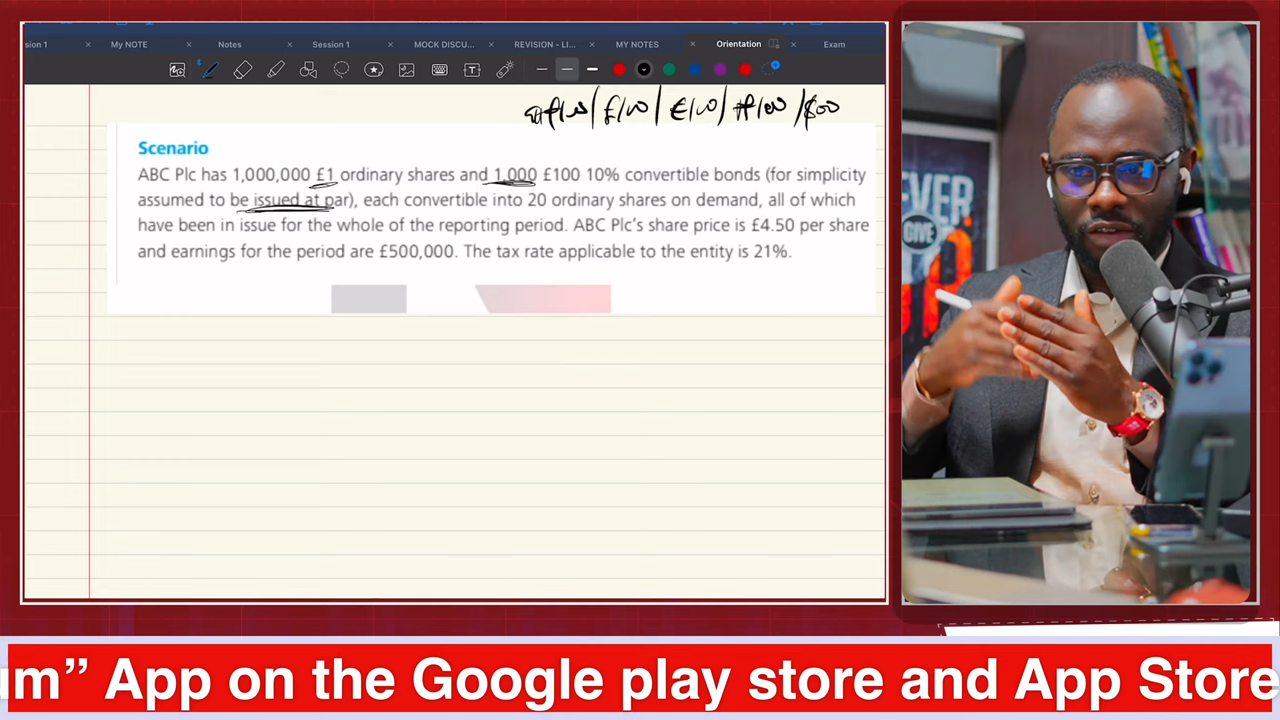 sion 1 My NOTE Notes Session 1 MOCK DISCU... REVISION - LI... MY NOTES Orientation Exam
£100 | €100
Scenario
ABC Plc has 1,000,000 £1 ordinary shares and 1,000 £100 10% convertible bonds (for simplicity
assumed to be issued at par), each convertible into 20 ordinary shares on demand, all of which
have been in issue for the whole of the reporting period. ABC Plc's share price is £4.50 per share
and earnings for the period are £500,000. The tax rate applicable to the entity is 21%.
EVER
GIVE
um” App on the Google play store and App Store